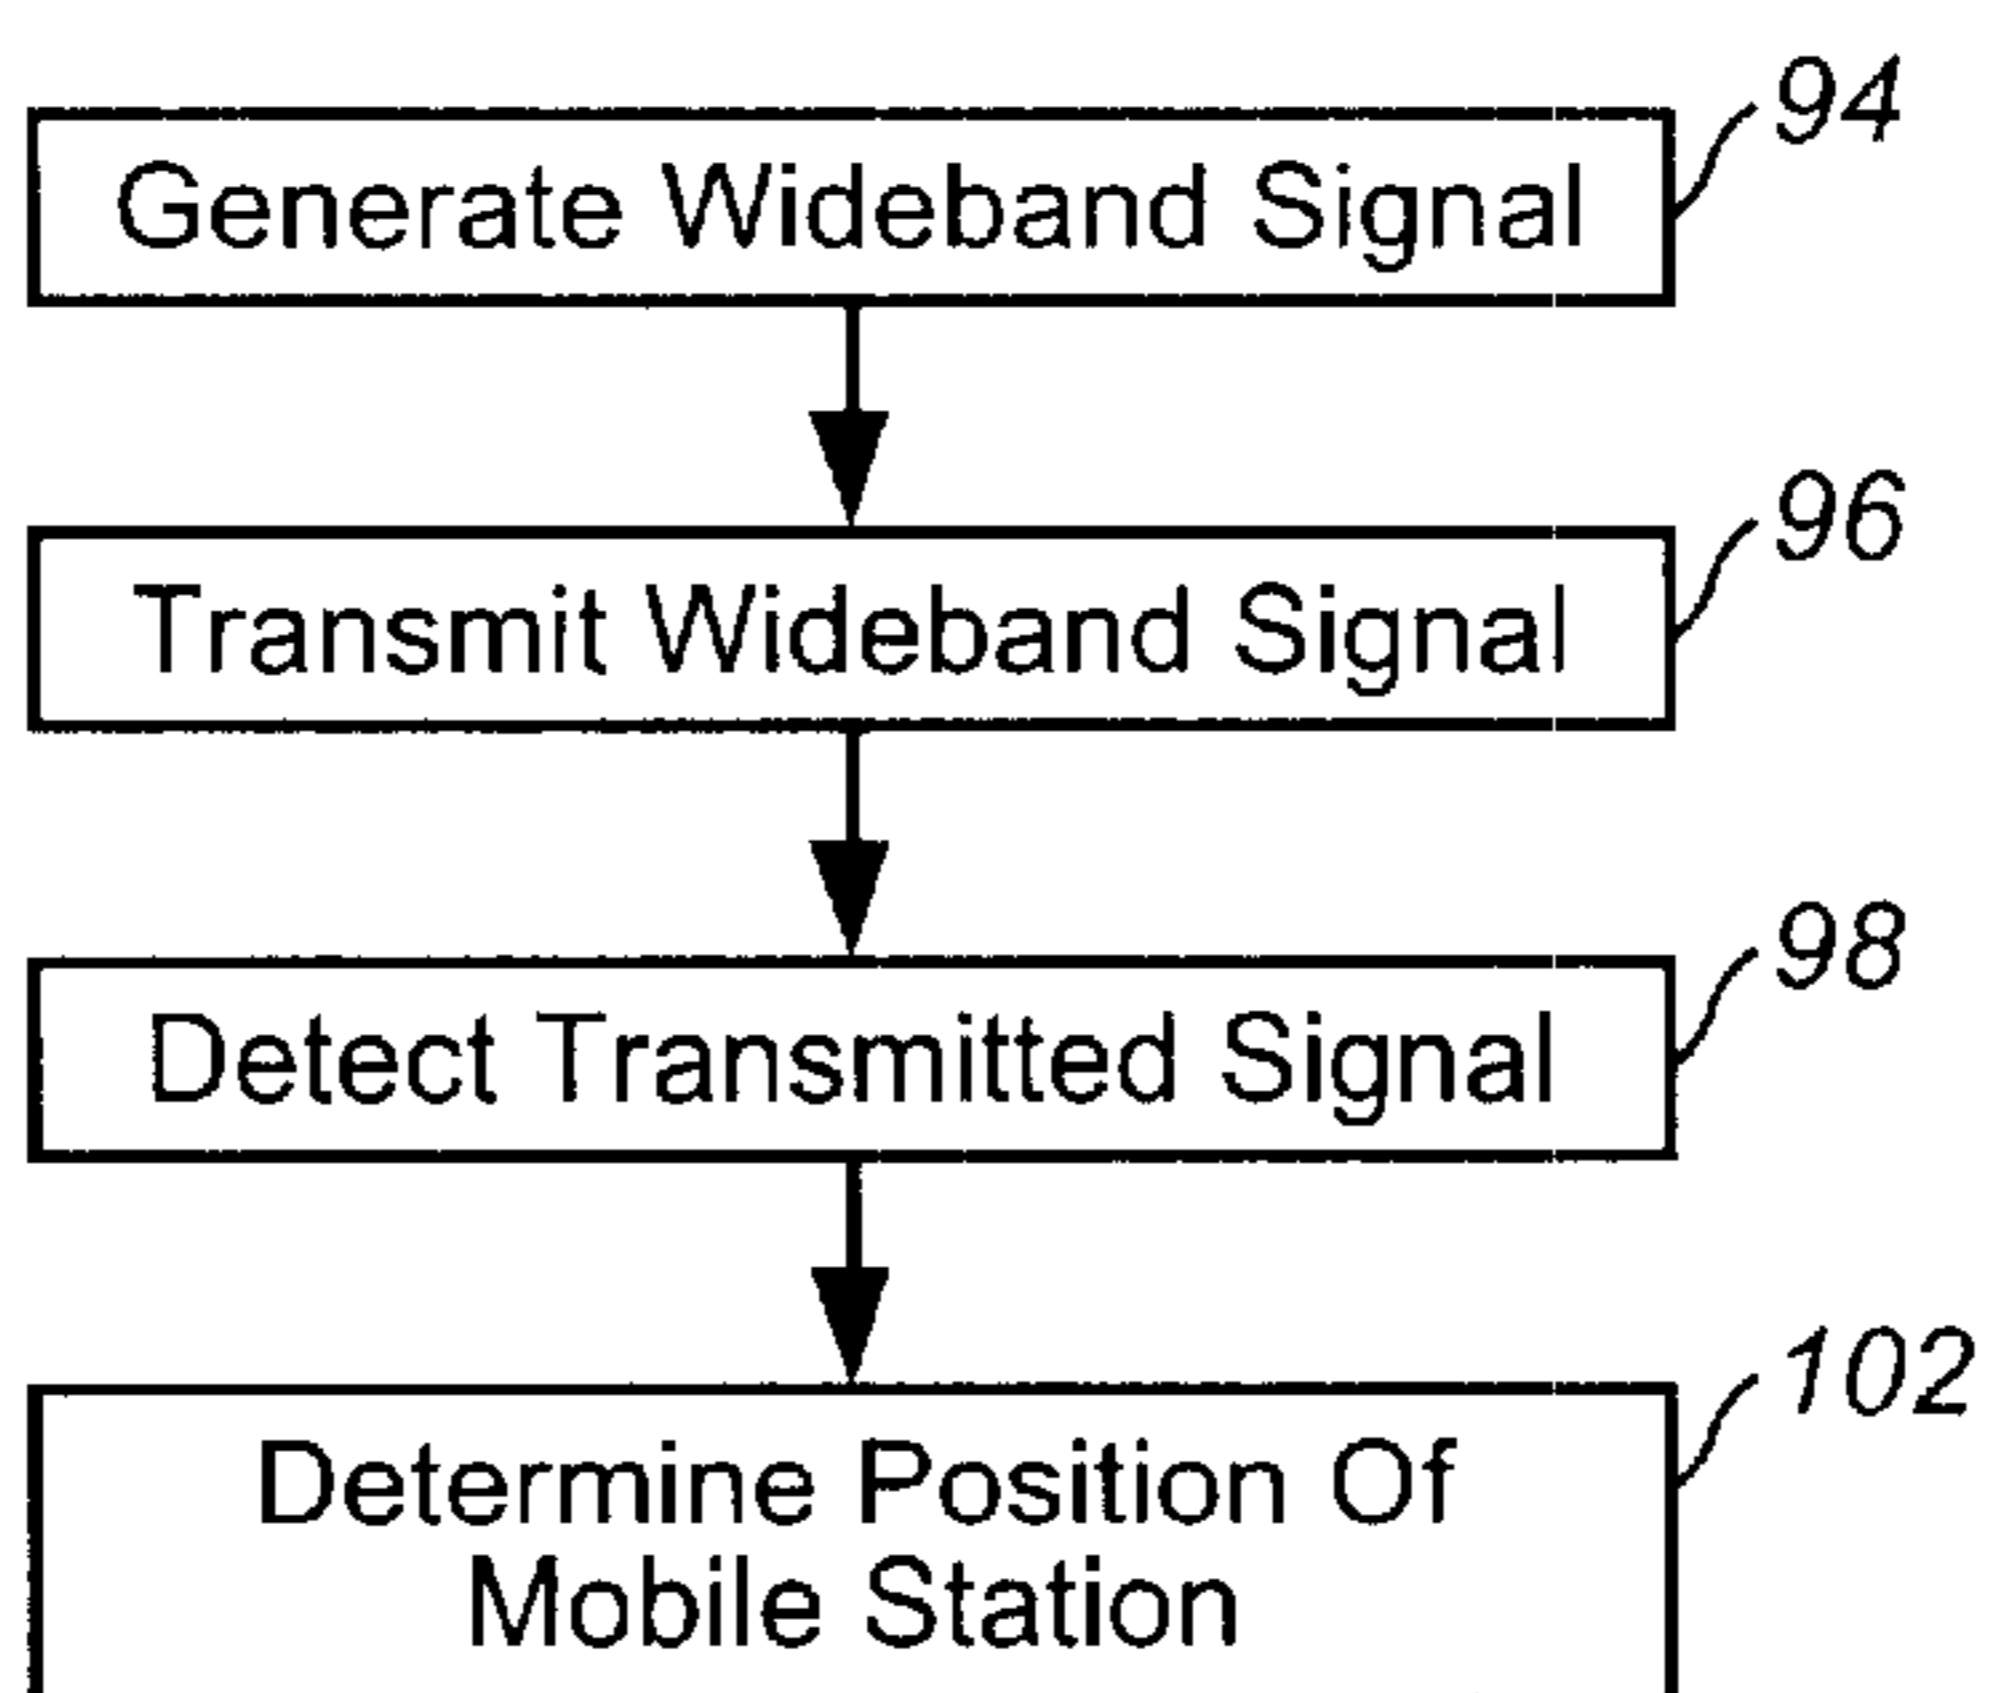 94
Generate Wideband Signal
96
Transmit Wideband Signal
98
Detect Transmitted Signal
102
Determine Position Of
Mobile Station